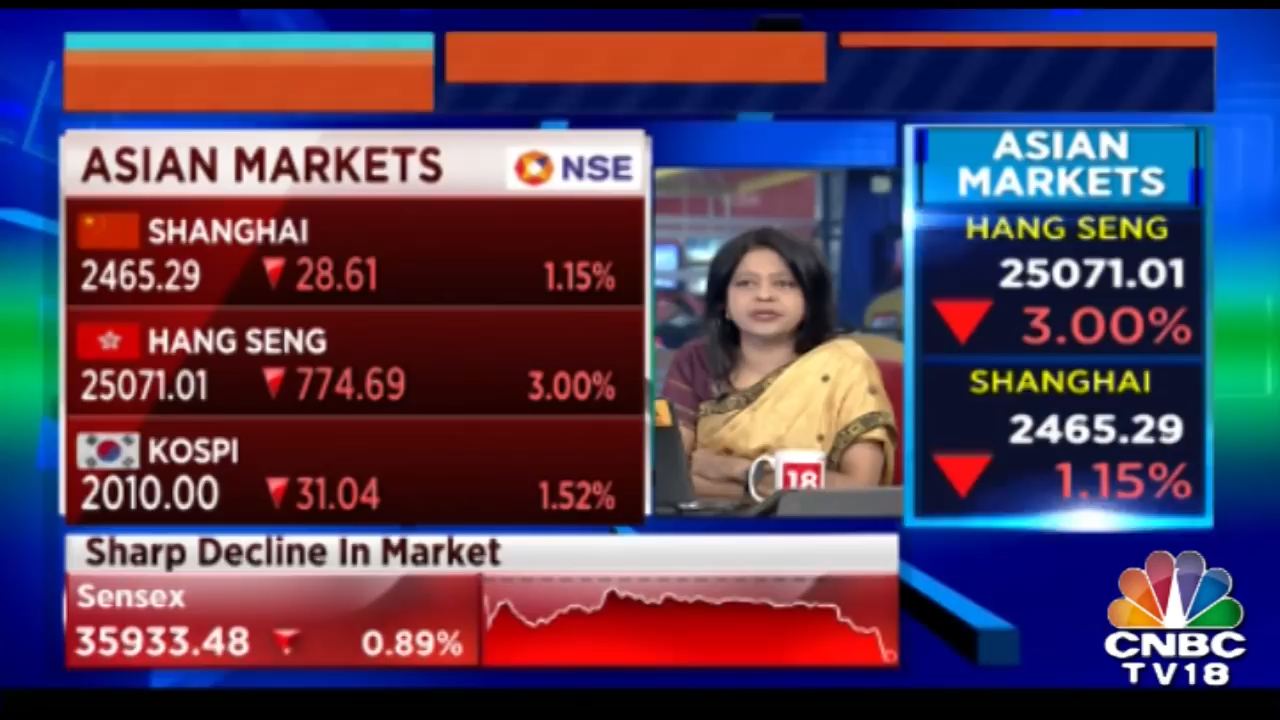 ASIAN MARKETS
NSE
SHANGHAI
2465.29 ▼ 28.61 1.15%
HANG SENG
25071.01 ▼ 774.69 3.00%
KOSPI
2010.00 ▼ 31.04 1.52%
18
ASIAN
MARKETS
HANG SENG
25071.01
▼ 3.00%
SHANGHAI
2465.29
▼ 1.15%
Sharp Decline In Market
Sensex
35933.48 ▼ 0.89%
CNBC
TV18